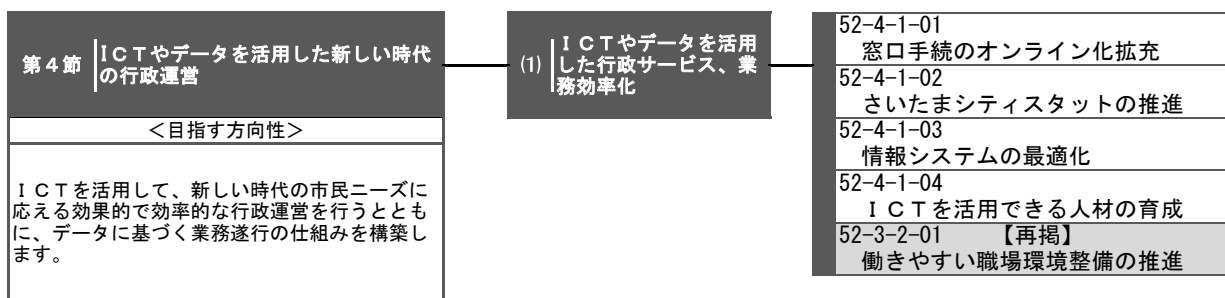 第４節
ＩＣＴやデータを活用した新しい時代
の行政運営
＜目指す方向性＞
ＩＣＴを活用して、新しい時代の市民ニーズに
応える効果的で効率的な行政運営を行うととも
に、データに基づく業務遂行の仕組みを構築し
ます。
⑴
ＩＣＴやデータを活用
した行政サービス、業
務効率化
52-4-1-01
窓口手続のオンライン化拡充
52-4-1-02
さいたまシティスタットの推進
52-4-1-03
情報システムの最適化
52-4-1-04
ＩＣＴを活用できる人材の育成
52-3-2-01 【再掲】
働きやすい職場環境整備の推進